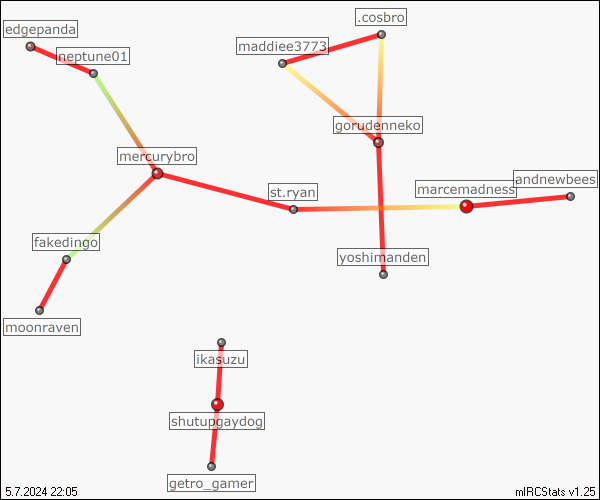 .cosbro
edgepanda
maddiee3773
neptune01
gorudenneko
mercurybro
andnewbees
st.ryan
marcemadness
fakedingo
yoshimanden
moonraven
ikasuzu
shutupgaydog
getro_gamer
5.7.2024 22:05
mIRCStats v1.25